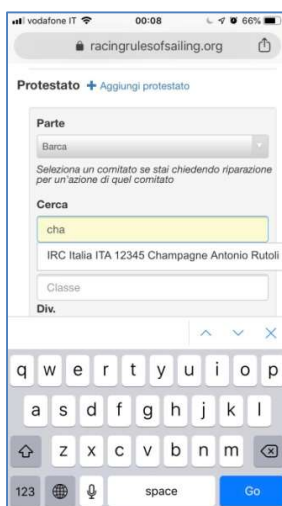 vodafone IT 00:08 66%
racingrulesofsailing.org
Protestato + Aggiungi protestato
Parte
Barca
Seleziona un comitato se stai chiedendo riparazione
per un'azione di quel comitato
Cerca
cha
IRC Italia ITA 12345 Champagne Antonio Rutoli
Classe
Div.
q w e r t y u i o p
a s d f g h j k l
z x c v b n m
123 space Go